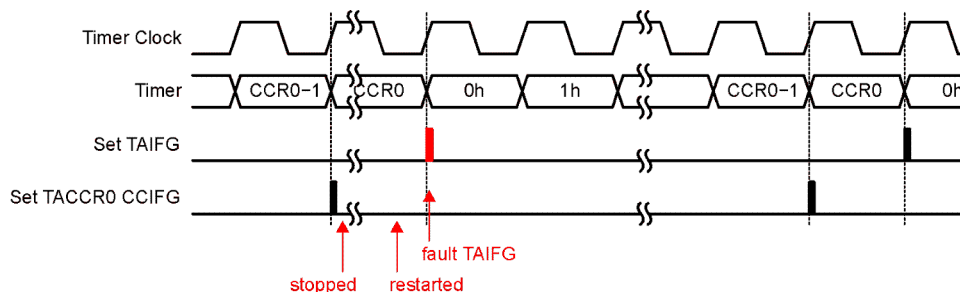 Timer Clock
Timer CCR0−1 CCR0 0h 1h CCR0−1 CCR0 0h
Set TAIFG
Set TACCR0 CCIFG
fault TAIFG
stopped restarted